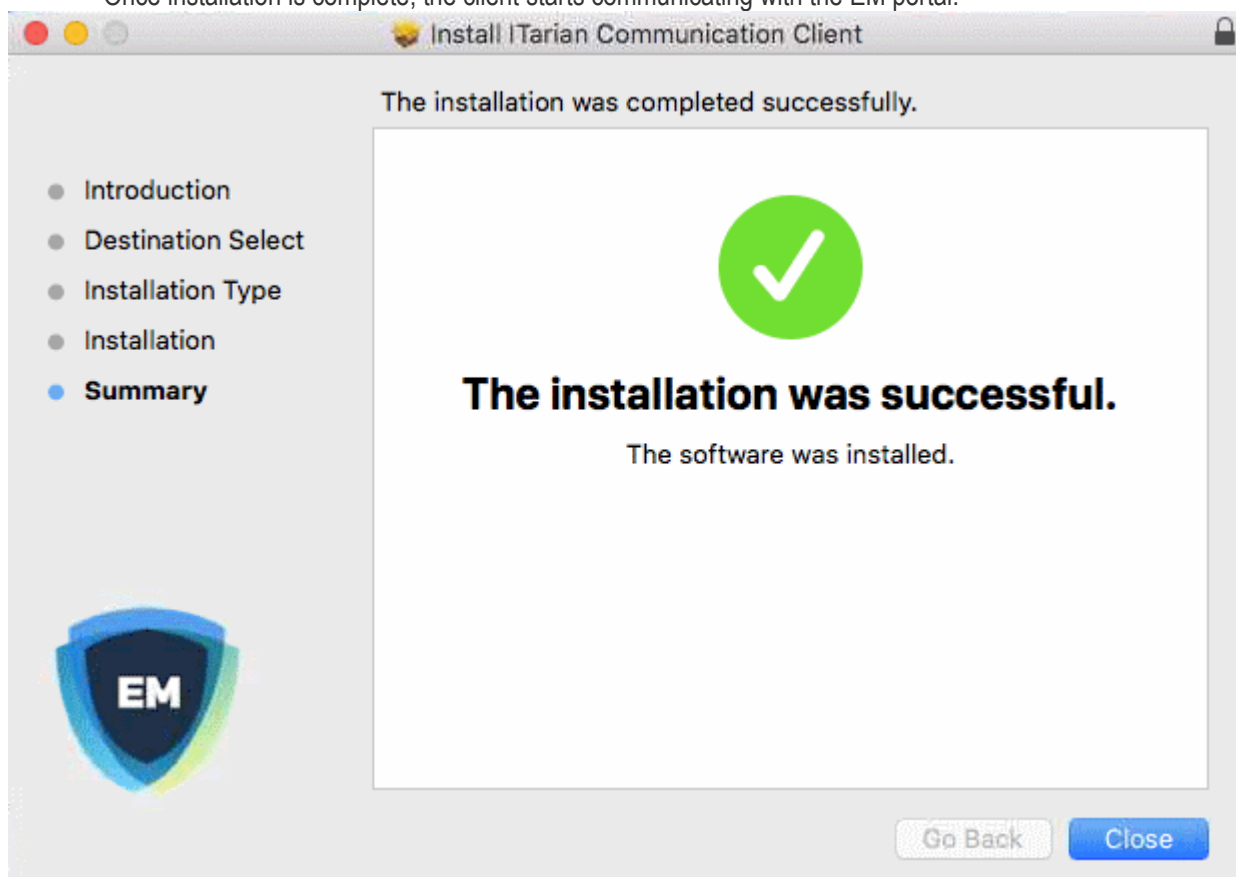 Once installation is complete, the client starts communicating with the EM portal.
Install ITarian Communication Client
The installation was completed successfully.
Introduction
Destination Select
Installation Type
Installation
Summary
The installation was successful.
The software was installed.
EM
Go Back
Close